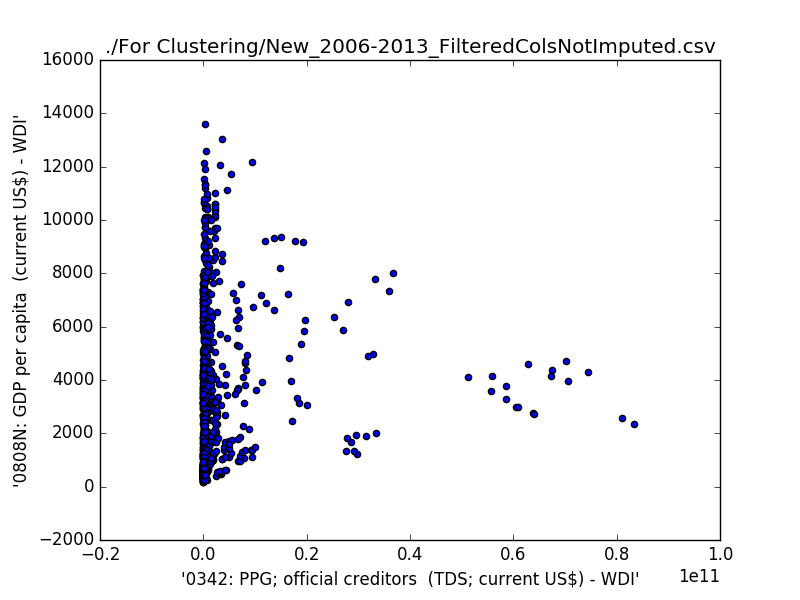 ./For Clustering/New_2006-2013_FilteredColsNotImputed.csv
16000
14000
12000
10000
8000
6000
4000
2000
0
−2000
'0808N: GDP per capita  (current US$) - WDI'
−0.2 0.0 0.2 0.4 0.6 0.8 1.0
1e11
'0342: PPG; official creditors  (TDS; current US$) - WDI'